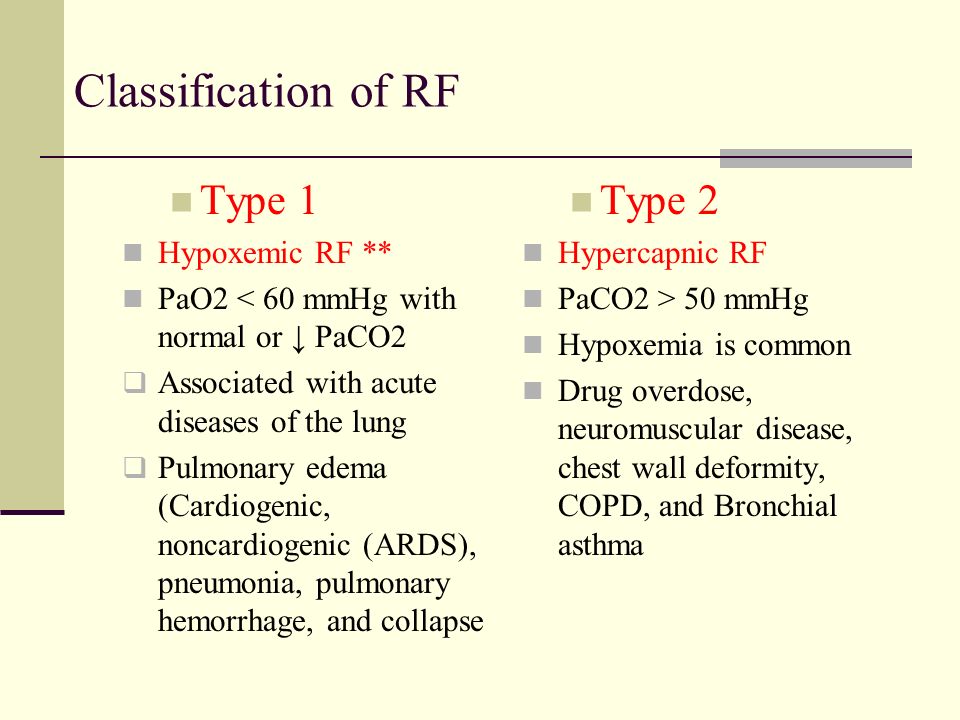 Classification of RF
Type 1
Hypoxemic RF **
PaO2 < 60 mmHg with
normal or ↓ PaCO2
Associated with acute
diseases of the lung
Pulmonary edema
(Cardiogenic,
noncardiogenic (ARDS),
pneumonia, pulmonary
hemorrhage, and collapse
Type 2
Hypercapnic RF
PaCO2 > 50 mmHg
Hypoxemia is common
Drug overdose,
neuromuscular disease,
chest wall deformity,
COPD, and Bronchial
asthma